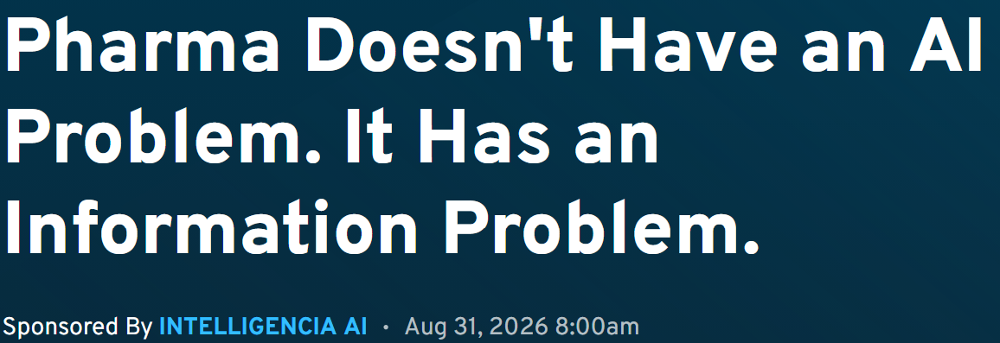 Pharma Doesn't Have an AI
Problem. It Has an
Information Problem.
Sponsored By INTELLIGENCIA AI · Aug 31, 2026 8:00am